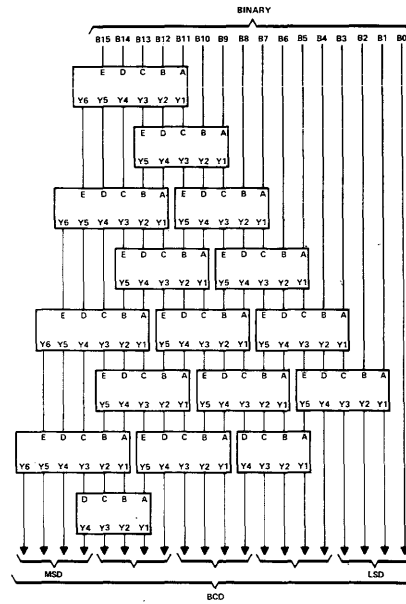 BINARY
B15 B14 B13 B12 B11 B10 B9 B8 B7 B6 B5 B4 B3 B2 B1 B0
E D C B A
Y6 Y5 Y4 Y3 Y2 Y1
E D C B A
Y5 Y4 Y3 Y2 Y1
E D C B A E D C B A
Y6 Y5 Y4 Y3 Y2 Y1 Y5 Y4 Y3 Y2 Y1
E D C B A E D C B A
Y5 Y4 Y3 Y2 Y1 Y5 Y4 Y3 Y2 Y1
E D C B A E D C B A E D C B A
Y6 Y5 Y4 Y3 Y2 Y1 Y5 Y4 Y3 Y2 Y1 Y5 Y4 Y3 Y2 Y1
E D C B A E D C B A E D C B A
Y5 Y4 Y3 Y2 Y1 Y5 Y4 Y3 Y2 Y1 Y5 Y4 Y3 Y2 Y1
E D C B A E D C B A D C B A
Y6 Y5 Y4 Y3 Y2 Y1 Y5 Y4 Y3 Y2 Y1 Y4 Y3 Y2 Y1
D C B A
Y4 Y3 Y2 Y1
MSD LSD
BCD